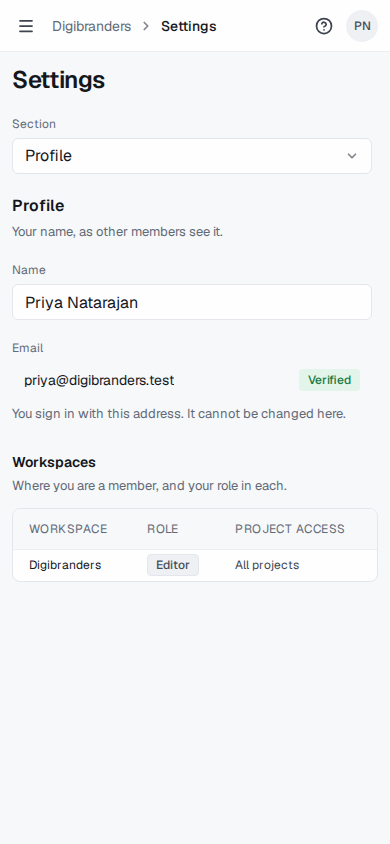 Digibranders > Settings
PN
Settings
Section
Profile
Profile
Your name, as other members see it.
Name
Priya Natarajan
Email
priya@digibranders.test
Verified
You sign in with this address. It cannot be changed here.
Workspaces
Where you are a member, and your role in each.
WORKSPACE ROLE PROJECT ACCESS
Digibranders Editor All projects